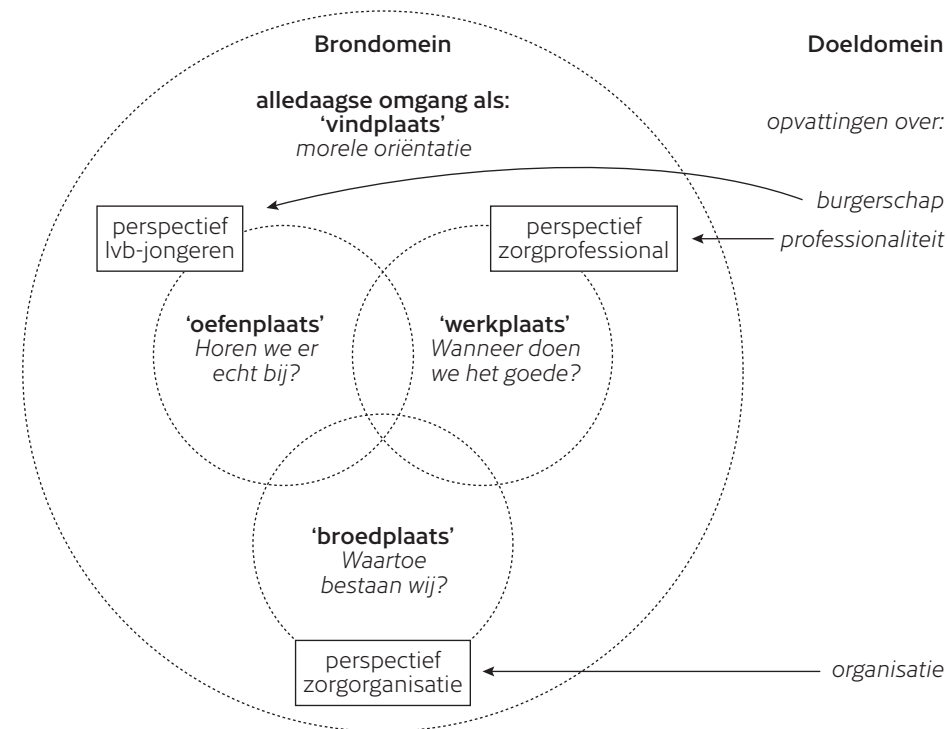 Brondomein
Doeldomein
alledaagse omgang als:
‘vindplaats’
morele oriëntatie
opvattingen over:
burgerschap
professionaliteit
perspectief
lvb-jongeren
perspectief
zorgprofessional
‘oefenplaats’
Horen we er
echt bij?
‘werkplaats’
Wanneer doen
we het goede?
‘broedplaats’
Waartoe
bestaan wij?
perspectief
zorgorganisatie
organisatie